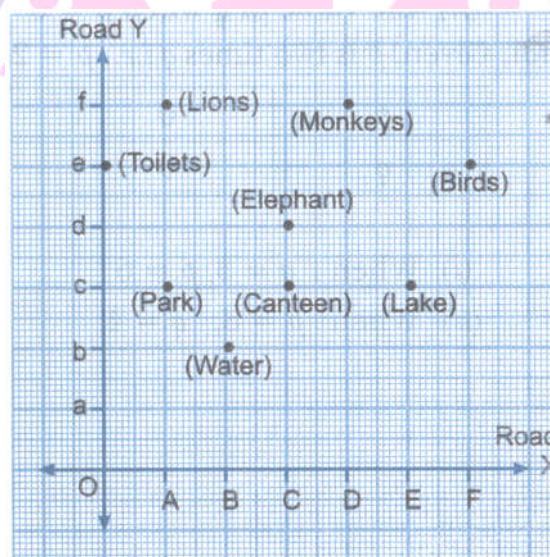 Road Y
f (Lions)
(Monkeys)
e (Toilets)
(Birds)
(Elephant)
d
c
(Park) (Canteen) (Lake)
b
(Water)
a
Road
X
O A B C D E F